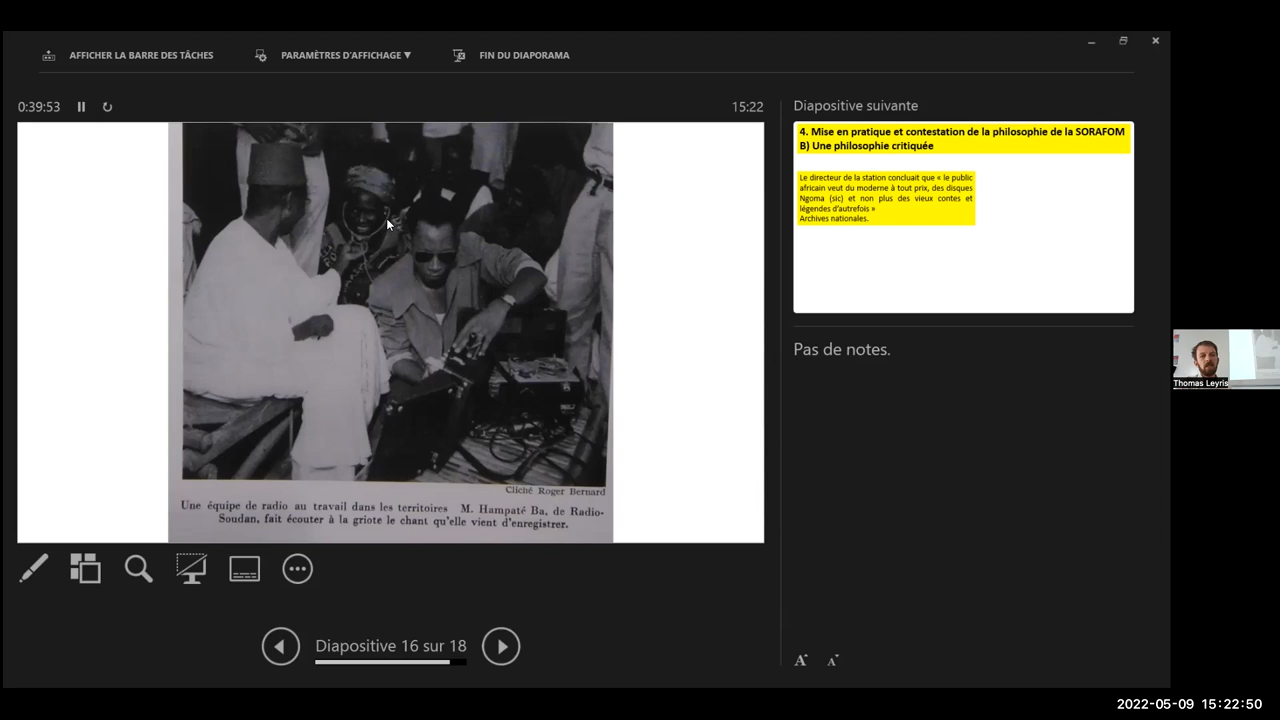 AFFICHER LA BARRE DES TÂCHES
PARAMÈTRES D'AFFICHAGE ▼
FIN DU DIAPORAMA
0:39:53
15:22
Cliché Roger Bernard
Une équipe de radio au travail dans les territoires M. Hampaté Ba, de Radio-
Soudan, fait écouter à la griote le chant qu'elle vient d'enregistrer.
Diapositive 16 sur 18
Diapositive suivante
4. Mise en pratique et contestation de la philosophie de la SORAFOM
B) Une philosophie critiquée
Le directeur de la station concluait que « le public
africain veut du moderne à tout prix, des disques
Ngoma (sic) et non plus des vieux contes et
légendes d'autrefois »
Archives nationales.
Pas de notes.
A A
Thomas Leyris
2022-05-09 15:22:50